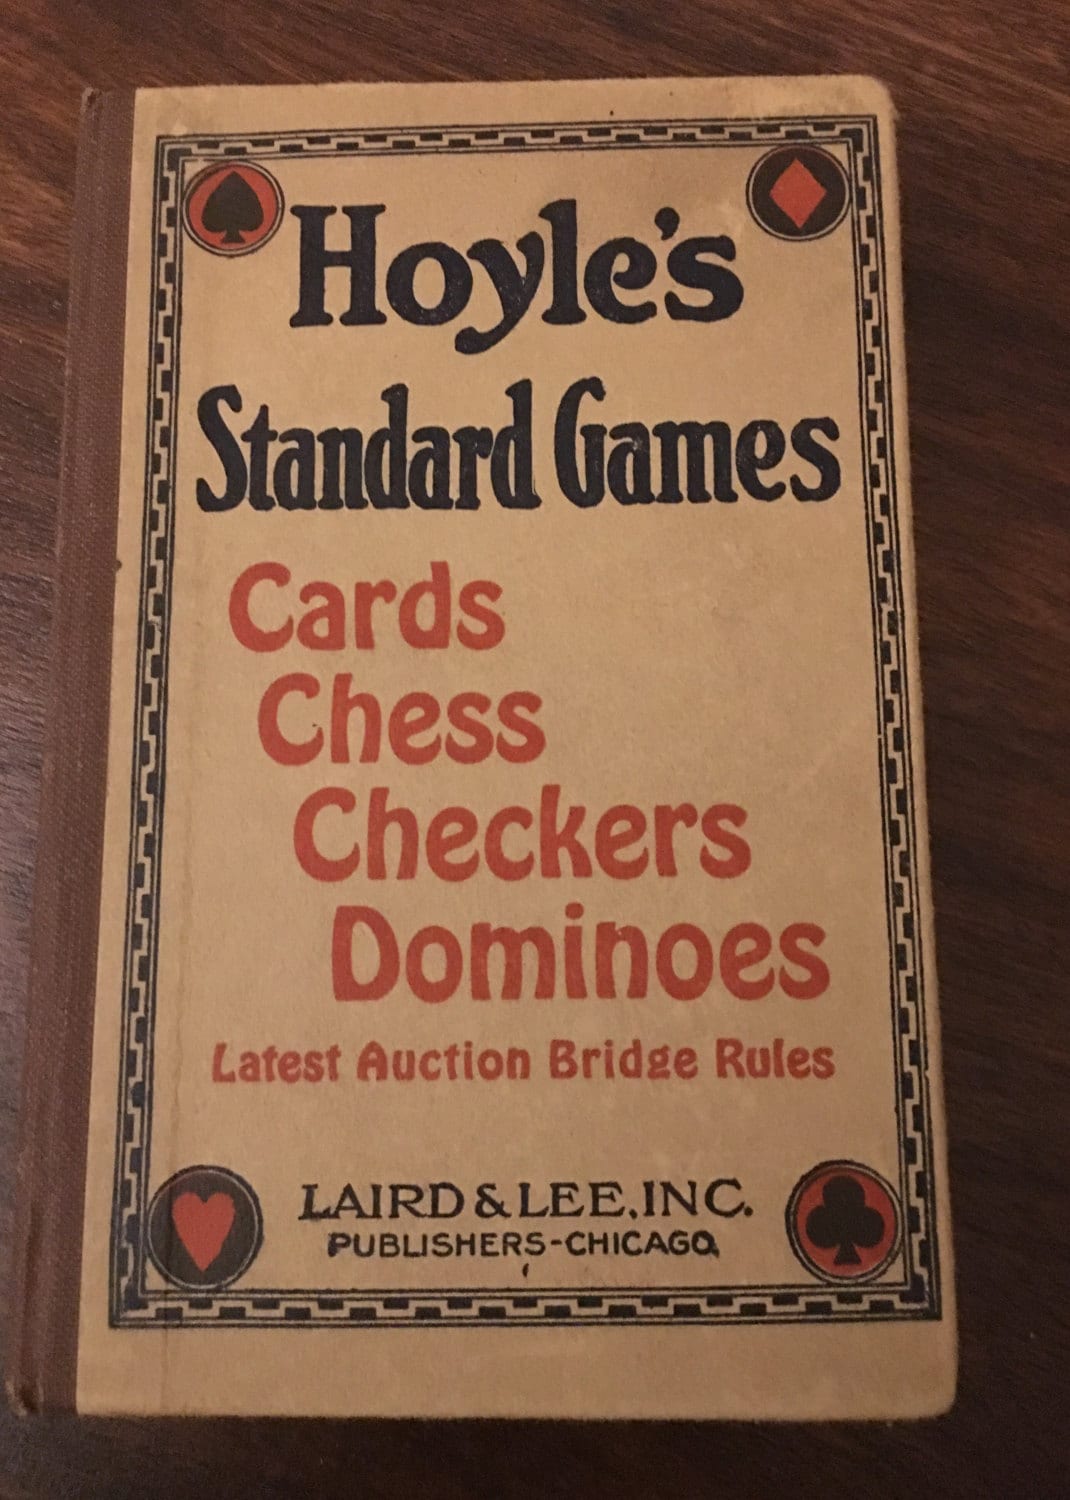 Hoyle's
Standard Games
Cards
Chess
Checkers
Dominoes
Latest Auction Bridge Rules
LAIRD & LEE, INC.
PUBLISHERS-CHICAGO